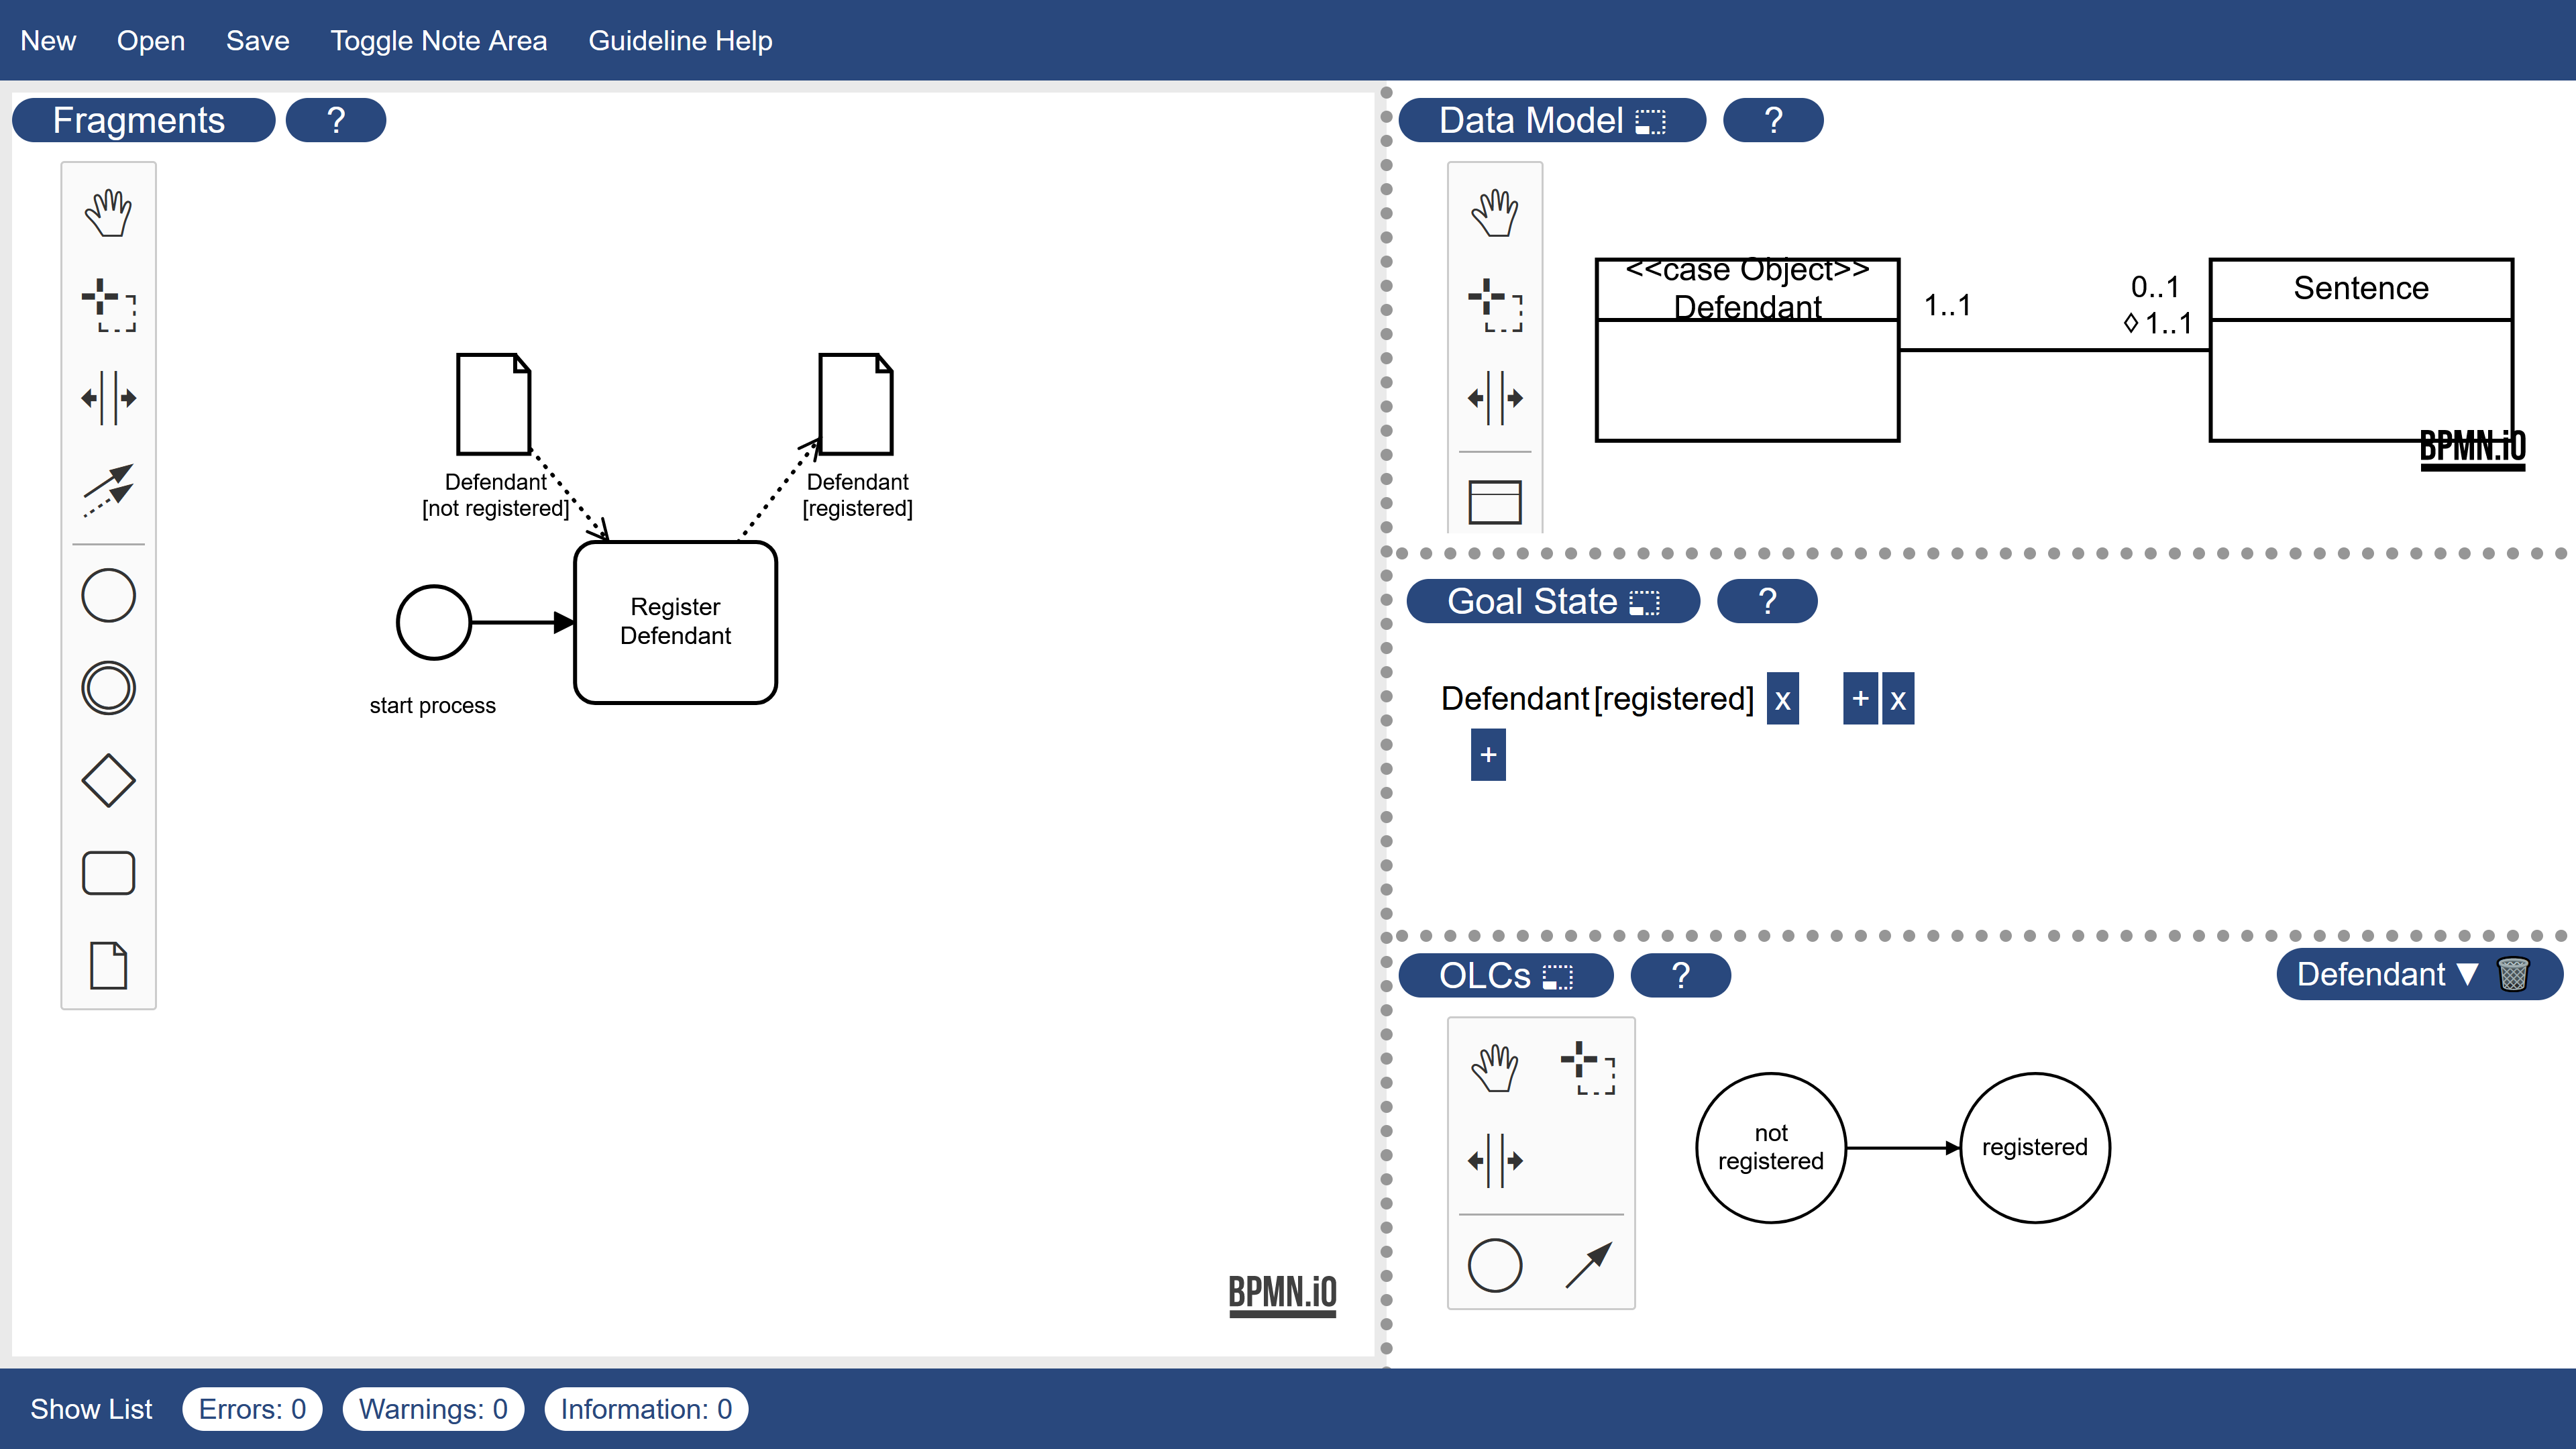 New Open Save Toggle Note Area Guideline Help
Fragments ?
Defendant
[not registered]
Defendant
[registered]
Register
Defendant
start process
BPMN.iO
Data Model ?
<<case Object>>
Defendant
1..1
0..1
◊ 1..1
Sentence
BPMN.iO
Goal State ?
Defendant [registered] x + x
+
OLCs ?
Defendant ▼
not
registered
registered
Show List Errors: 0 Warnings: 0 Information: 0